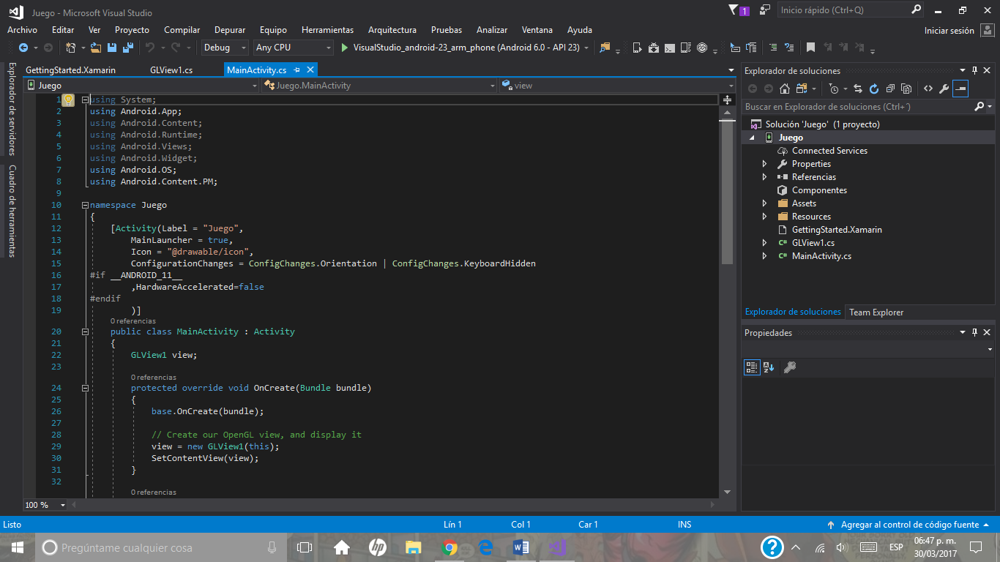 Juego - Microsoft Visual Studio
1
Inicio rápido (Ctrl+Q)
Archivo Editar Ver Proyecto Compilar Depurar Equipo Herramientas Arquitectura Pruebas Analizar Ventana Ayuda
Iniciar sesión
Debug
Any CPU
VisualStudio_android-23_arm_phone (Android 6.0 - API 23)
Explorador de servidores
Cuadro de herramientas
GettingStarted.Xamarin GLView1.cs MainActivity.cs
Juego
Juego.MainActivity
view
1 using System;
2 using Android.App;
3 using Android.Content;
4 using Android.Runtime;
5 using Android.Views;
6 using Android.Widget;
7 using Android.OS;
8 using Android.Content.PM;
9
10 namespace Juego
11 {
12 [Activity(Label = "Juego",
13 MainLauncher = true,
14 Icon = "@drawable/icon",
15 ConfigurationChanges = ConfigChanges.Orientation | ConfigChanges.KeyboardHidden
16 #if __ANDROID_11__
17 ,HardwareAccelerated=false
18 #endif
19 )]
0 referencias
20 public class MainActivity : Activity
21 {
22 GLView1 view;
23
0 referencias
24 protected override void OnCreate(Bundle bundle)
25 {
26 base.OnCreate(bundle);
27
28 // Create our OpenGL view, and display it
29 view = new GLView1(this);
30 SetContentView(view);
31 }
32
0 referencias
100 %
Explorador de soluciones
Buscar en Explorador de soluciones (Ctrl+´)
Solución 'Juego' (1 proyecto)
Juego
Connected Services
Properties
Referencias
Componentes
Assets
Resources
GettingStarted.Xamarin
C# GLView1.cs
C# MainActivity.cs
Explorador de soluciones Team Explorer
Propiedades
Listo
Lín 1
Col 1
Car 1
INS
Agregar al control de código fuente
Pregúntame cualquier cosa
ESP
06:47 p. m.
30/03/2017